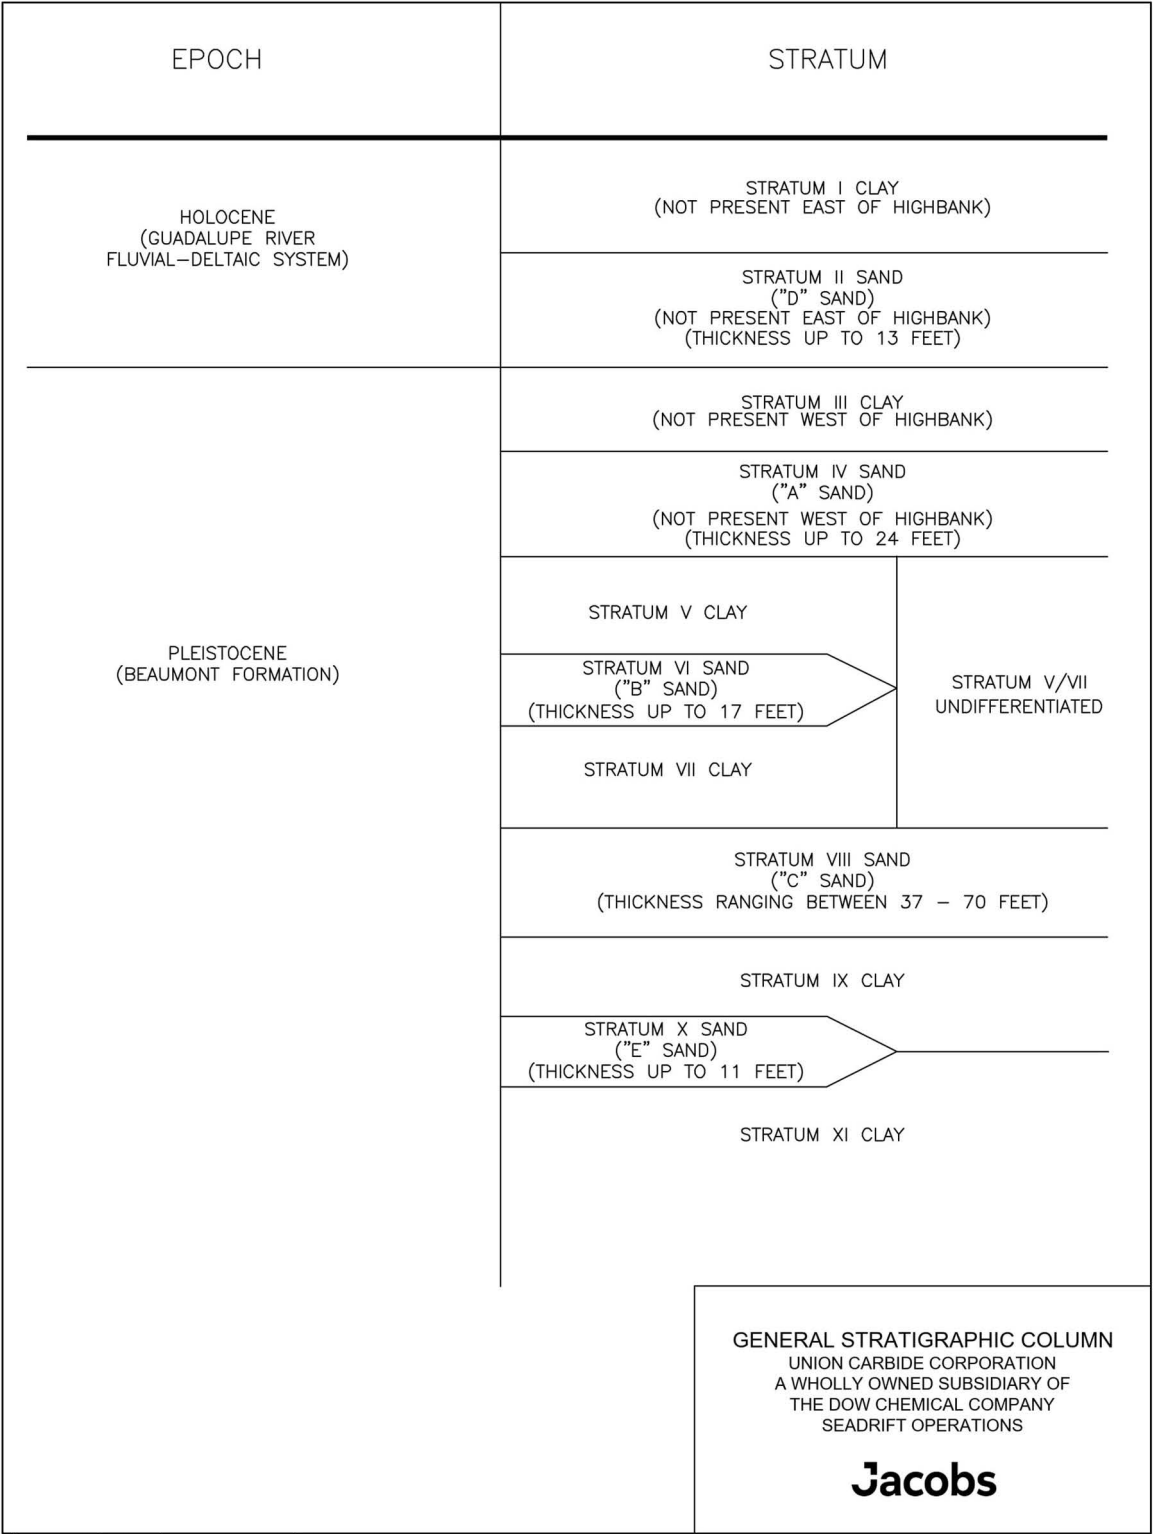 EPOCH
STRATUM
HOLOCENE
(GUADALUPE RIVER
FLUVIAL-DELTAIC SYSTEM)
STRATUM I CLAY
(NOT PRESENT EAST OF HIGHBANK)
STRATUM II SAND
("D" SAND)
(NOT PRESENT EAST OF HIGHBANK)
(THICKNESS UP TO 13 FEET)
PLEISTOCENE
(BEAUMONT FORMATION)
STRATUM III CLAY
(NOT PRESENT WEST OF HIGHBANK)
STRATUM IV SAND
("A" SAND)
(NOT PRESENT WEST OF HIGHBANK)
(THICKNESS UP TO 24 FEET)
STRATUM V CLAY
STRATUM VI SAND
("B" SAND)
(THICKNESS UP TO 17 FEET)
STRATUM VII CLAY
STRATUM V/VII
UNDIFFERENTIATED
STRATUM VIII SAND
("C" SAND)
(THICKNESS RANGING BETWEEN 37 - 70 FEET)
STRATUM IX CLAY
STRATUM X SAND
("E" SAND)
(THICKNESS UP TO 11 FEET)
STRATUM XI CLAY
GENERAL STRATIGRAPHIC COLUMN
UNION CARBIDE CORPORATION
A WHOLLY OWNED SUBSIDIARY OF
THE DOW CHEMICAL COMPANY
SEADRIFT OPERATIONS
Jacobs